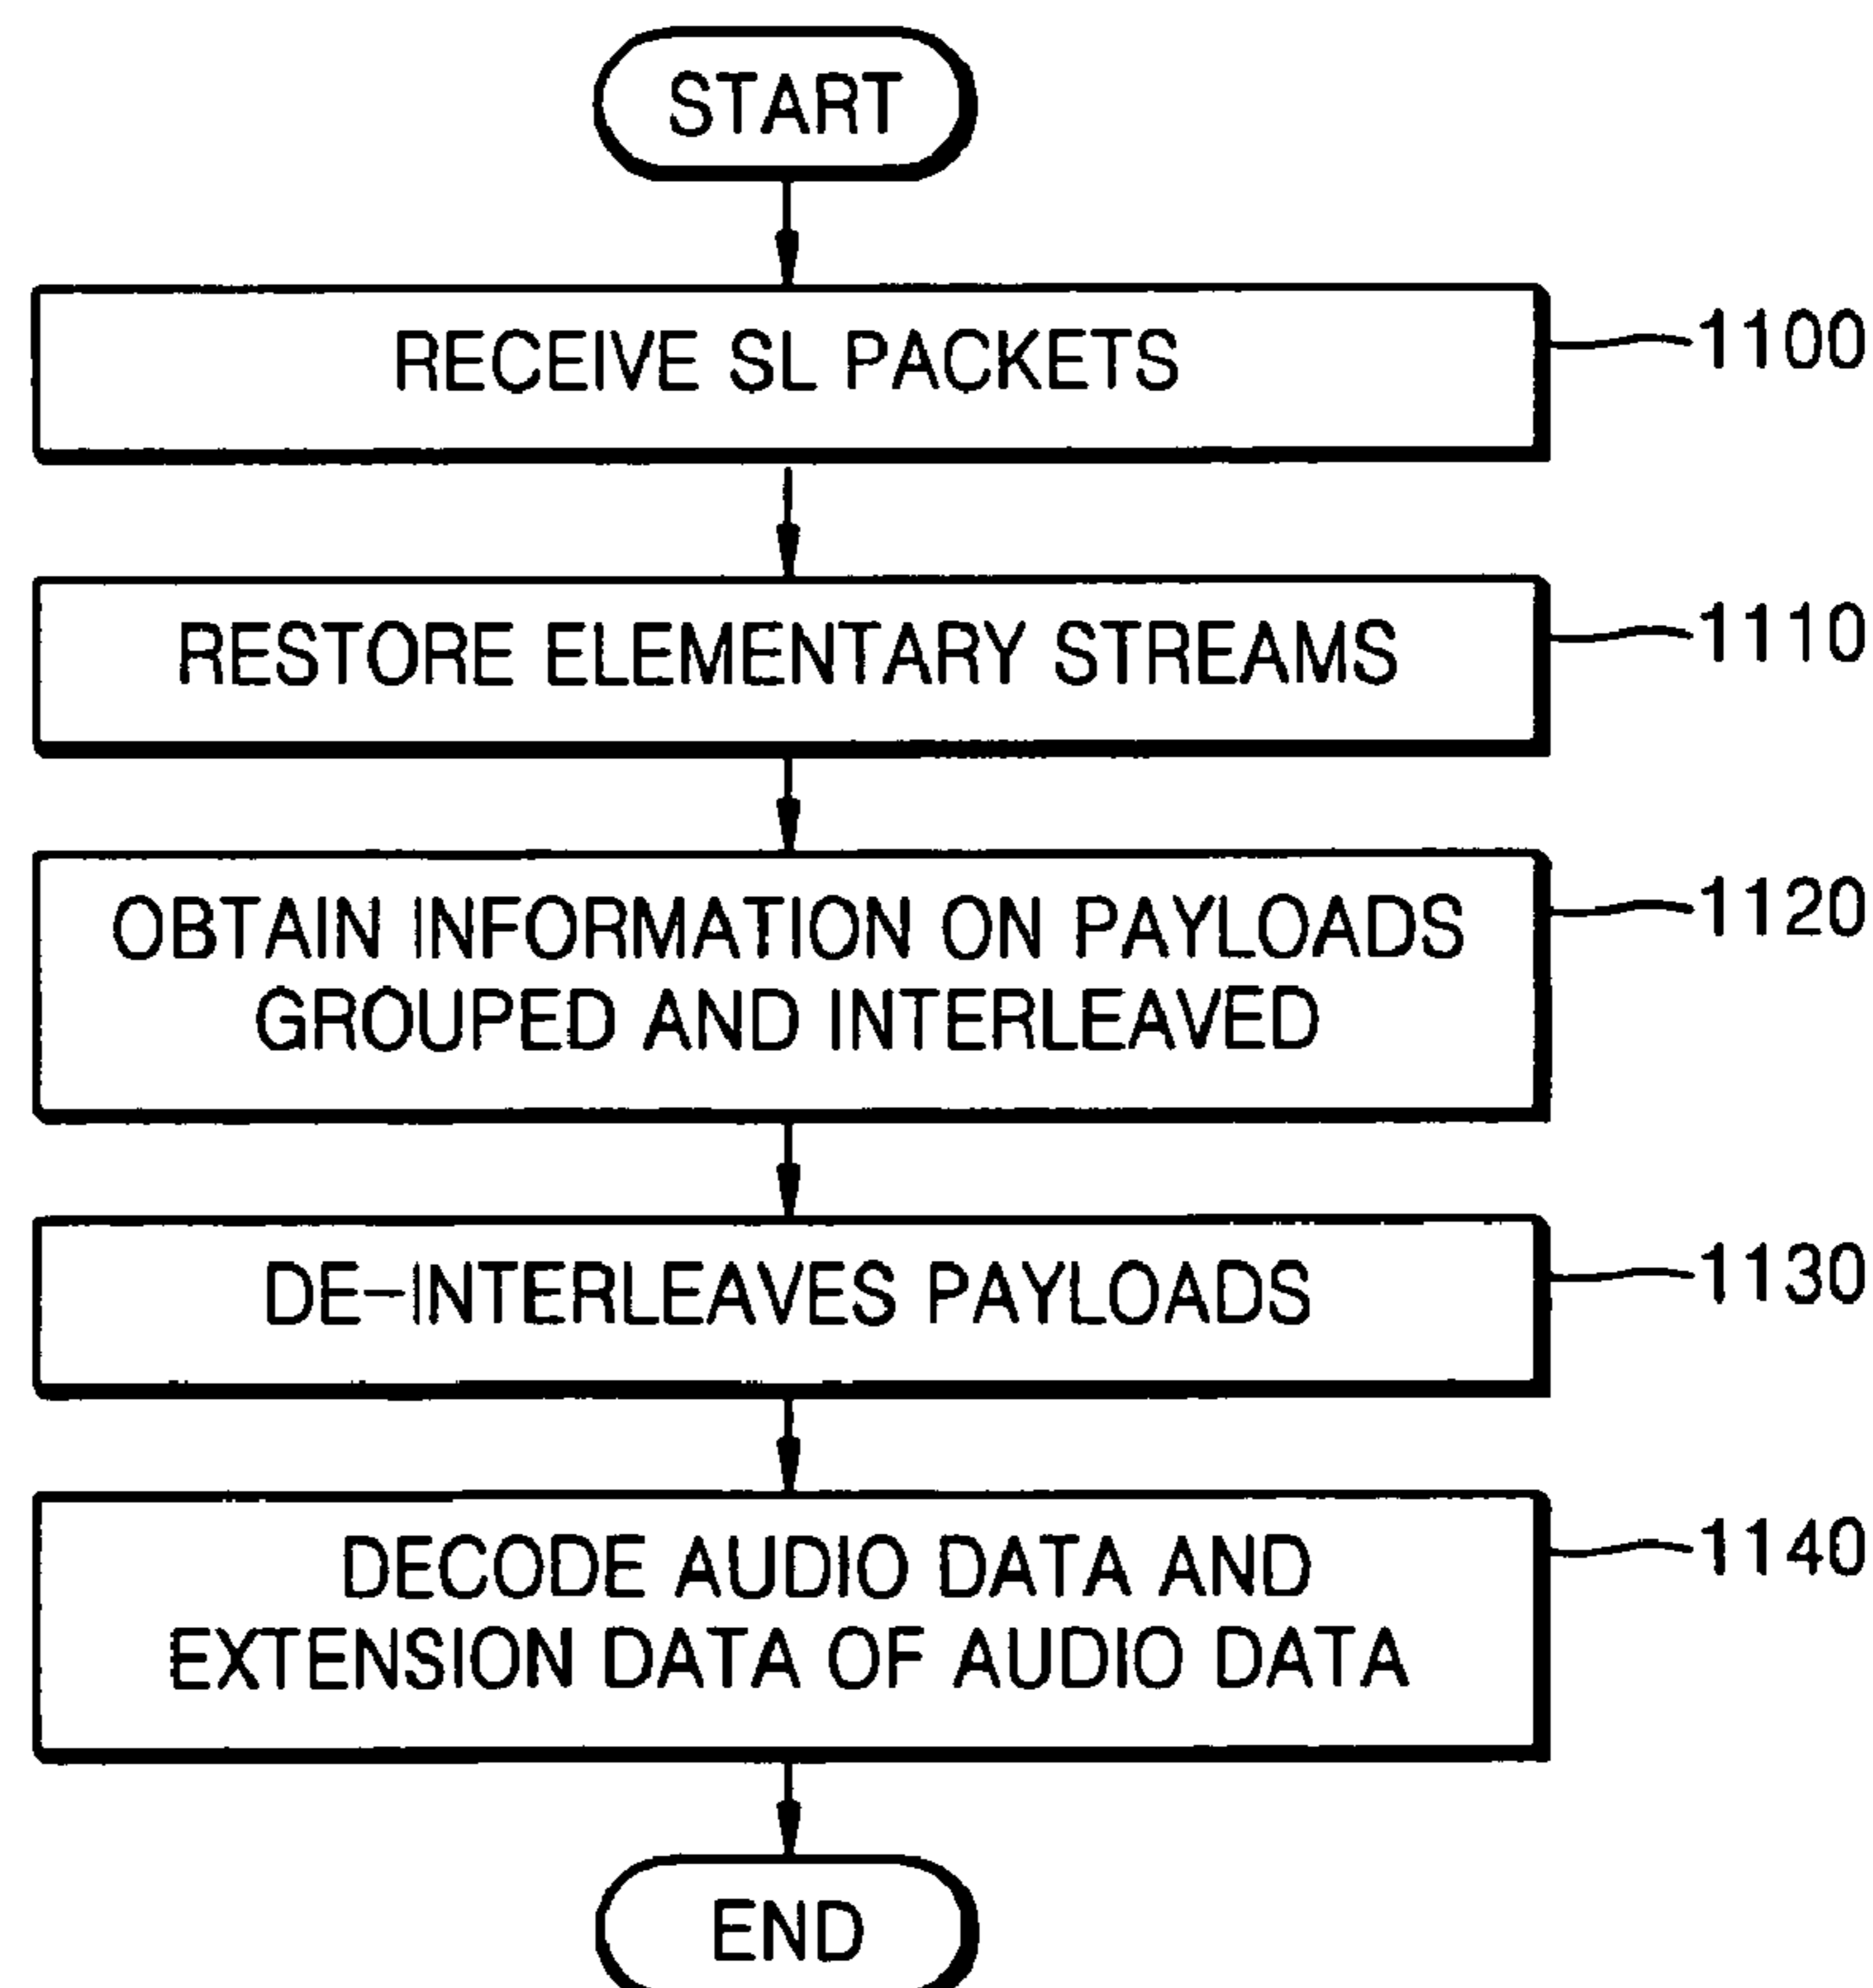 START
RECEIVE SL PACKETS
1100
RESTORE ELEMENTARY STREAMS
1110
OBTAIN INFORMATION ON PAYLOADS
GROUPED AND INTERLEAVED
1120
DE-INTERLEAVES PAYLOADS
1130
DECODE AUDIO DATA AND
EXTENSION DATA OF AUDIO DATA
1140
END